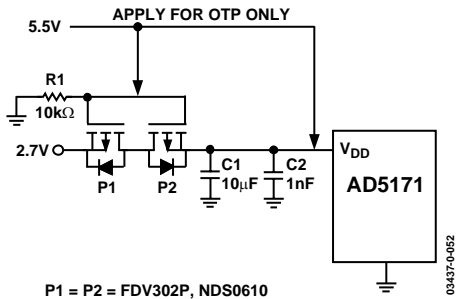 APPLY FOR OTP ONLY
5.5V
R1
10kΩ
2.7V
P1
P2
C1
10μF
C2
1nF
VDD
AD5171
P1 = P2 = FDV302P, NDS0610
03437-0-052